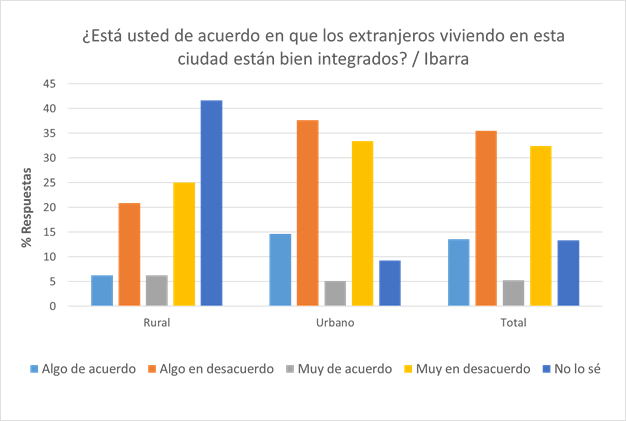 ¿Está usted de acuerdo en que los extranjeros viviendo en esta
ciudad están bien integrados? / Ibarra
% Respuestas
45
40
35
30
25
20
15
10
5
0
Rural Urbano Total
Algo de acuerdo Algo en desacuerdo Muy de acuerdo Muy en desacuerdo No lo sé